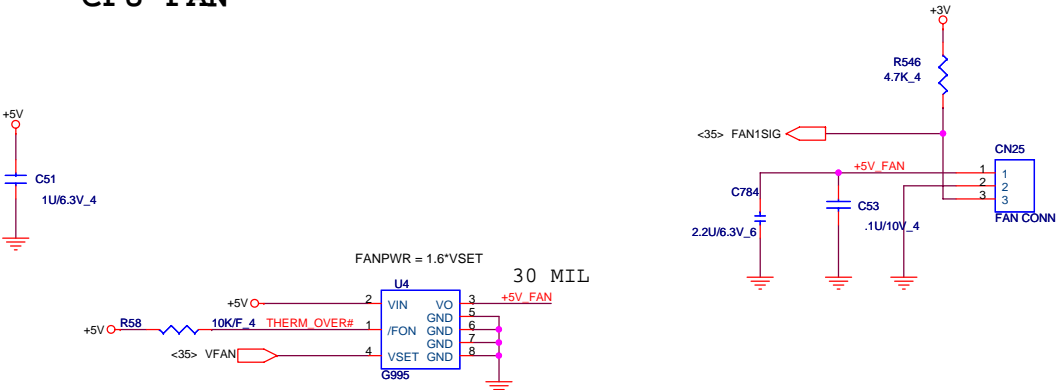 CPU FAN
+3V
R546
4.7K_4
+5V
<35> FAN1SIG
CN25
C51
1U/6.3V_4
+5V_FAN
1 1
2 2
3 3
C784
C53
FAN CONN
2.2U/6.3V_6
.1U/10V_4
FANPWR = 1.6*VSET
30 MIL
U4
+5V 2 VIN VO 3 +5V_FAN
GND 5
+5V R58 10K/F_4 THERM_OVER# 1 /FON GND 6
GND 7
<35> VFAN 4 VSET GND 8
G995